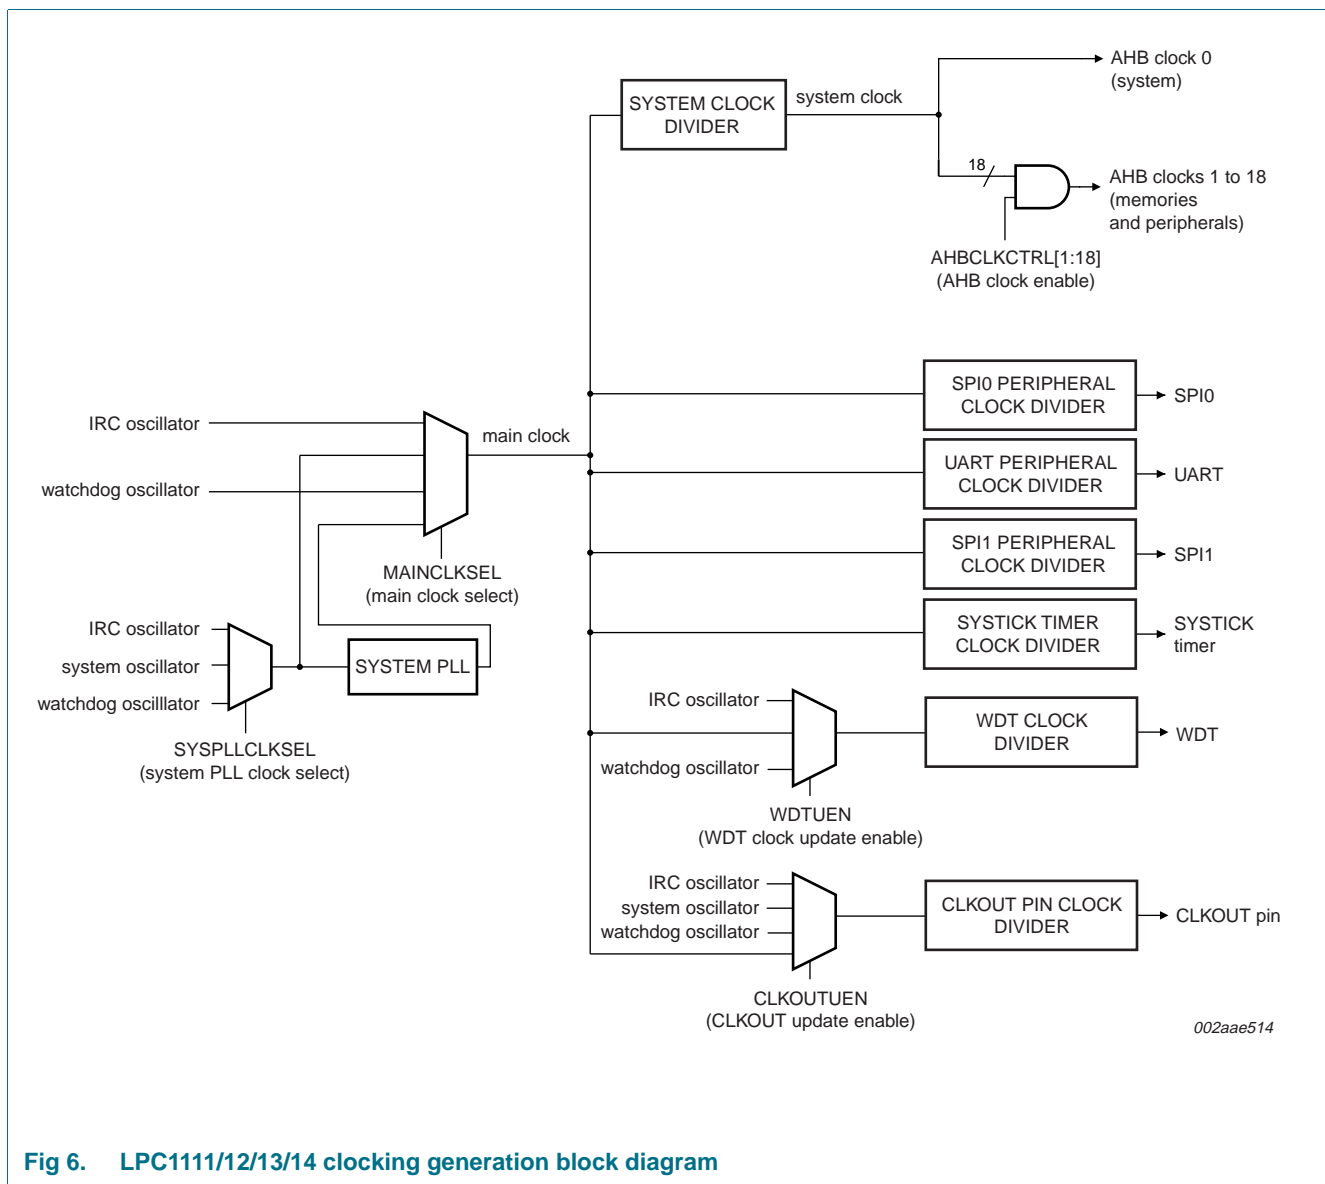 AHB clock 0
(system)
SYSTEM CLOCK
DIVIDER
system clock
18
AHB clocks 1 to 18
(memories
and peripherals)
AHBCLKCTRL[1:18]
(AHB clock enable)
SPI0 PERIPHERAL
CLOCK DIVIDER
SPI0
IRC oscillator
main clock
watchdog oscillator
UART PERIPHERAL
CLOCK DIVIDER
UART
SPI1 PERIPHERAL
CLOCK DIVIDER
SPI1
MAINCLKSEL
(main clock select)
IRC oscillator
system oscillator
watchdog oscilllator
SYSTEM PLL
SYSPLLCLKSEL
(system PLL clock select)
SYSTICK TIMER
CLOCK DIVIDER
SYSTICK
timer
IRC oscillator
watchdog oscillator
WDT CLOCK
DIVIDER
WDT
WDTUEN
(WDT clock update enable)
IRC oscillator
system oscillator
watchdog oscillator
CLKOUT PIN CLOCK
DIVIDER
CLKOUT pin
CLKOUTUEN
(CLKOUT update enable)
002aae514
Fig 6. LPC1111/12/13/14 clocking generation block diagram